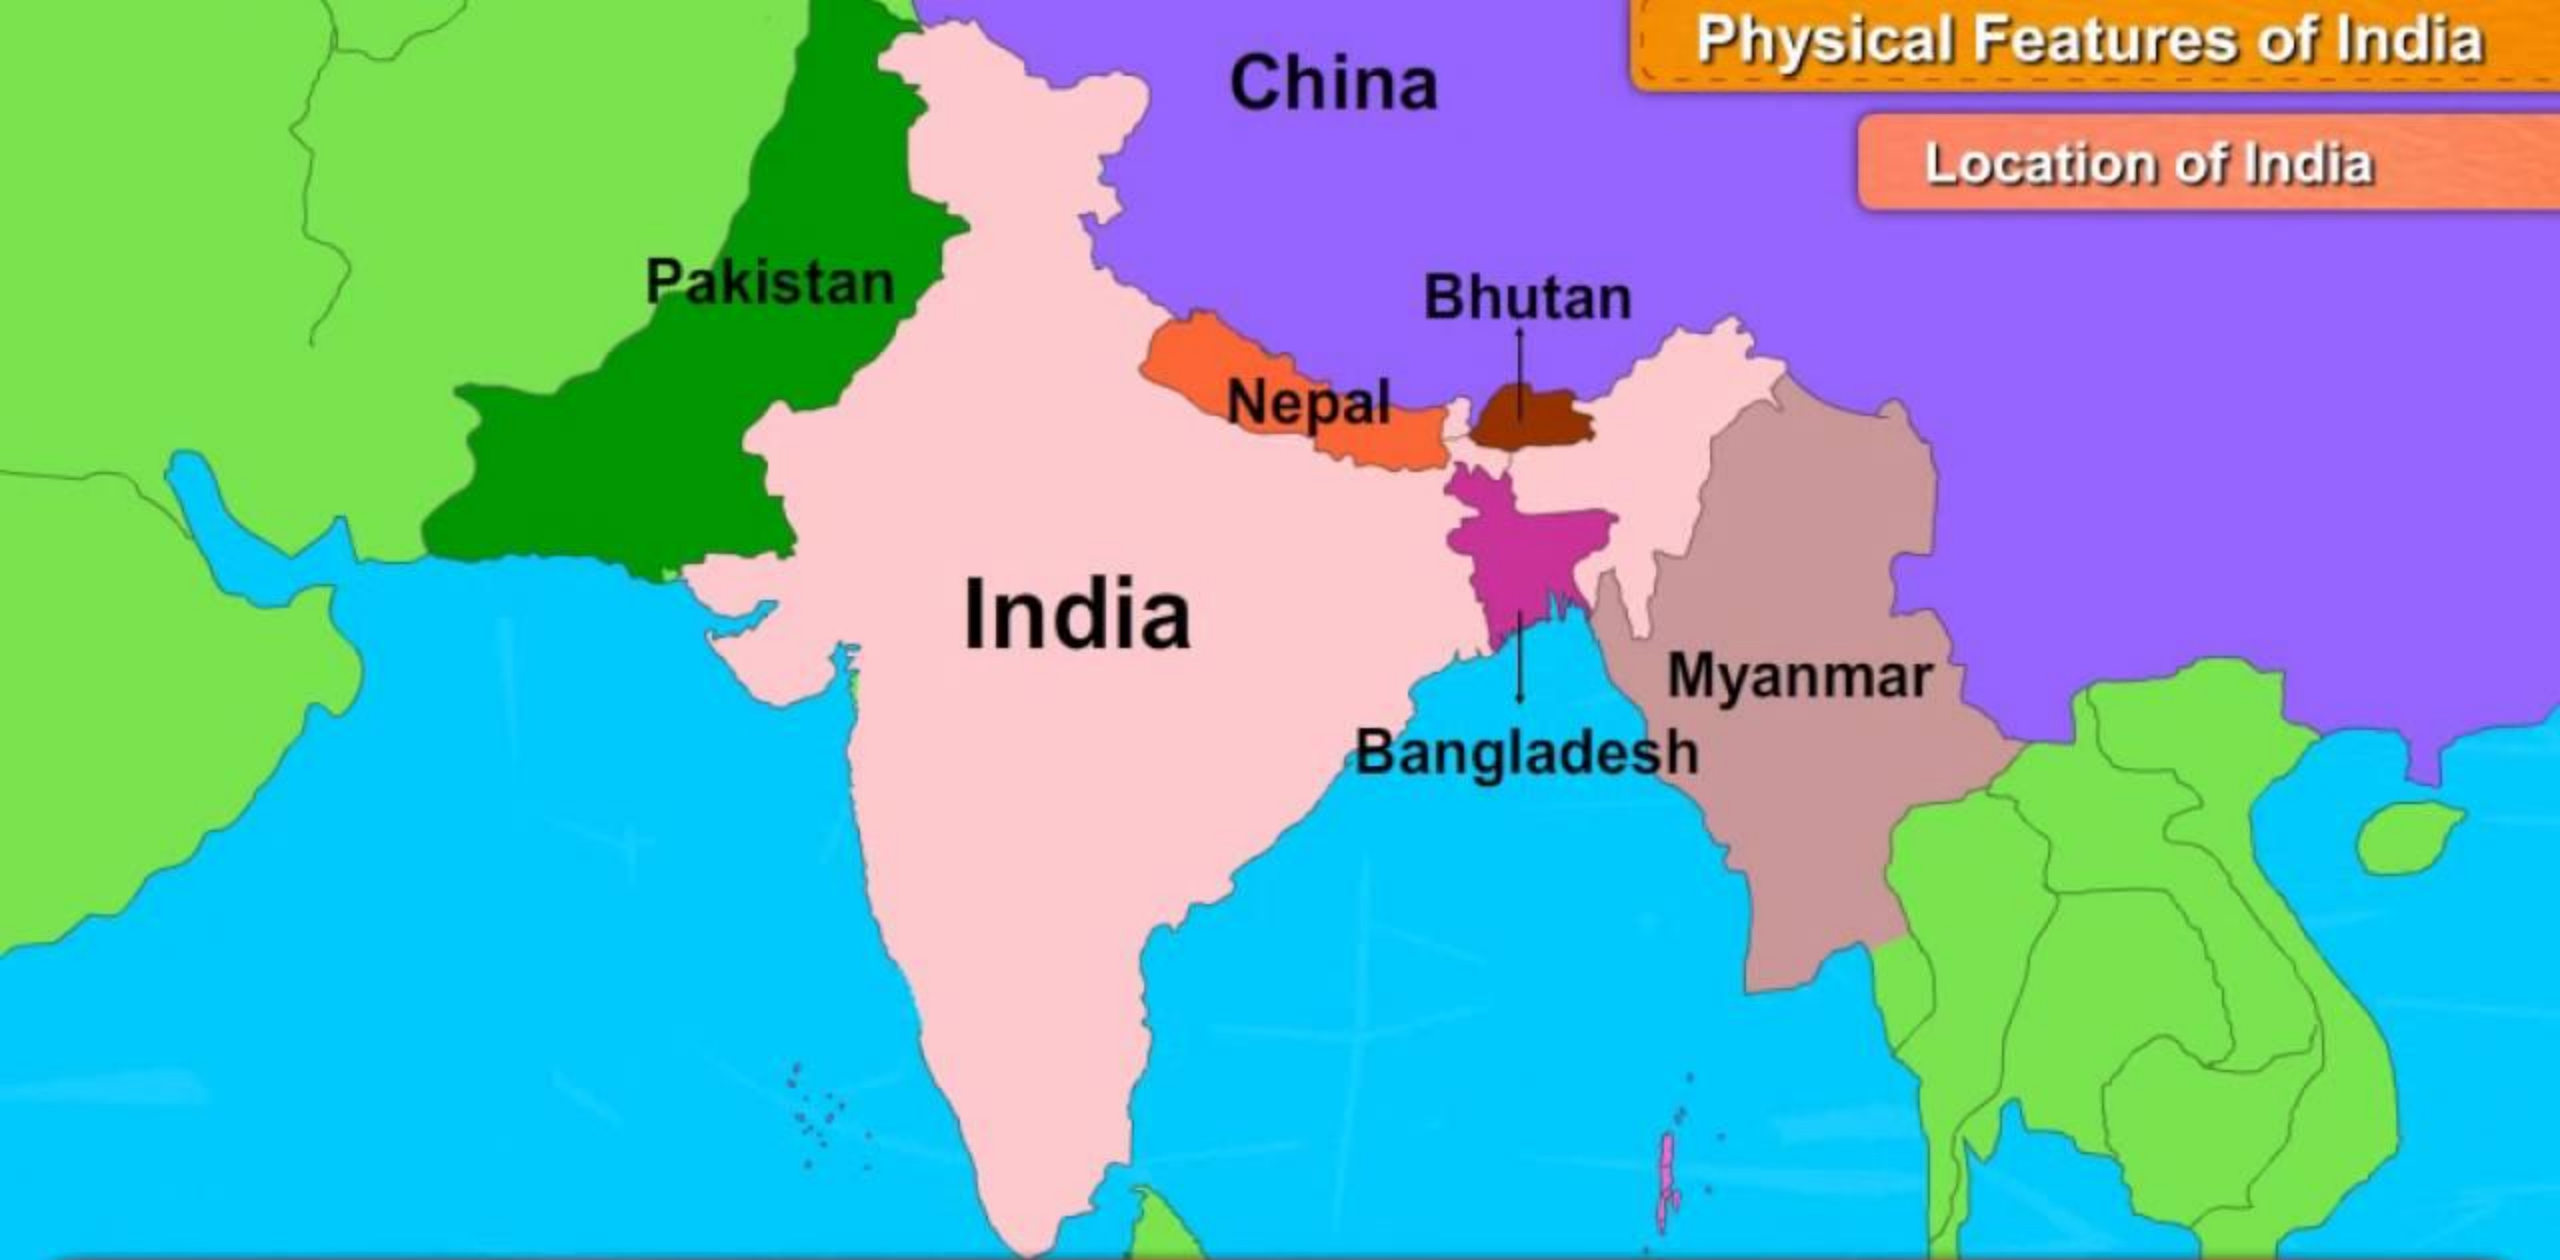 Physical Features of India
China
Location of India
Pakistan
Bhutan
Nepal
India
Myanmar
Bangladesh